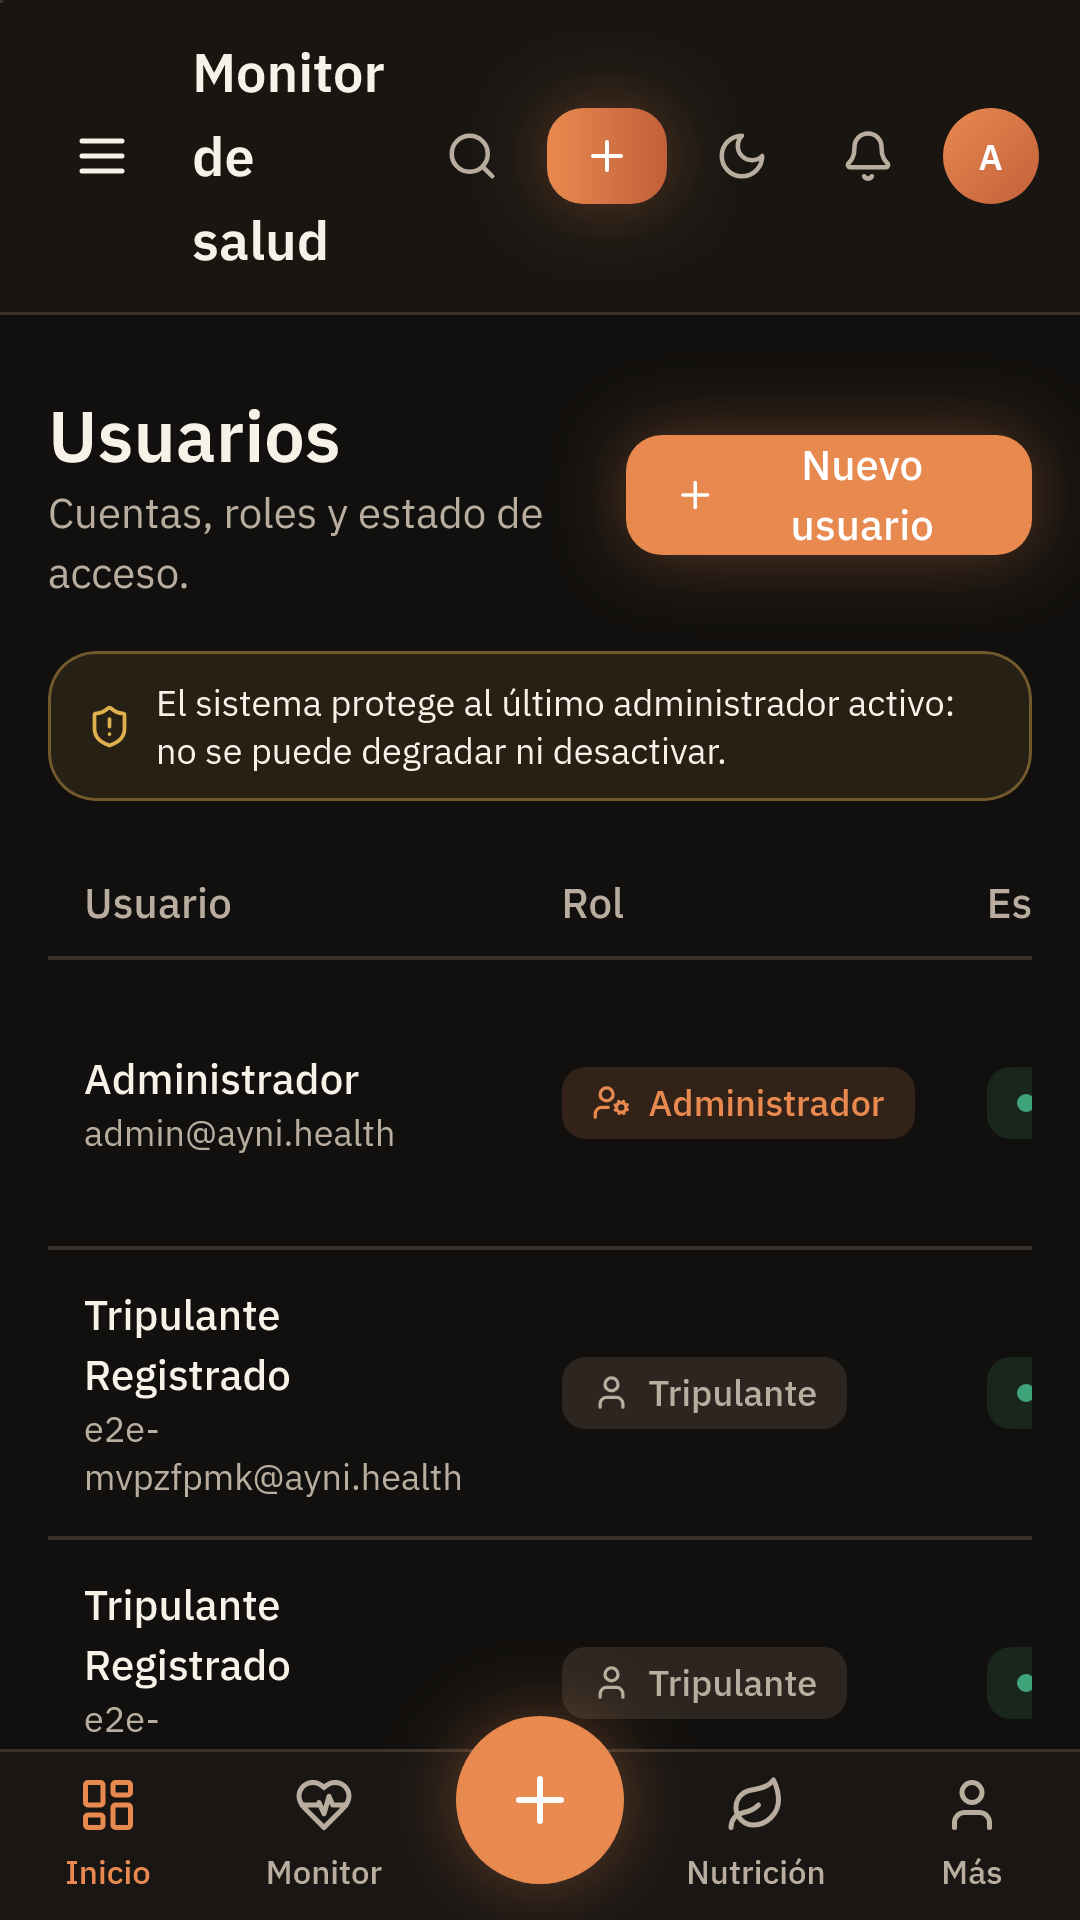 Monitor
de
salud
A
Usuarios
Cuentas, roles y estado de
acceso.
Nuevo
usuario
El sistema protege al último administrador activo:
no se puede degradar ni desactivar.
Usuario Rol Es
Administrador
admin@ayni.health
Administrador
Tripulante
Registrado
e2e-
mvpzfpmk@ayni.health
Tripulante
Tripulante
Registrado
e2e-
Tripulante
Inicio Monitor Nutrición Más